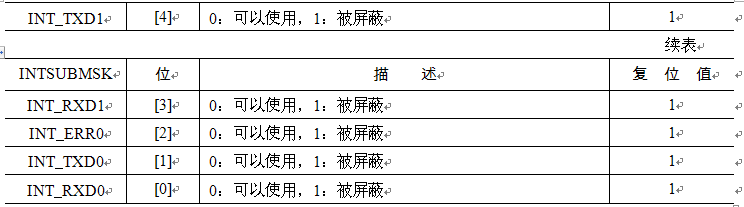 INT_TXD1 [4] 0：可以使用，1：被屏蔽 1
续表
INTSUBMSK 位 描 述 复 位 值
INT_RXD1 [3] 0：可以使用，1：被屏蔽 1
INT_ERR0 [2] 0：可以使用，1：被屏蔽 1
INT_TXD0 [1] 0：可以使用，1：被屏蔽 1
INT_RXD0 [0] 0：可以使用，1：被屏蔽 1